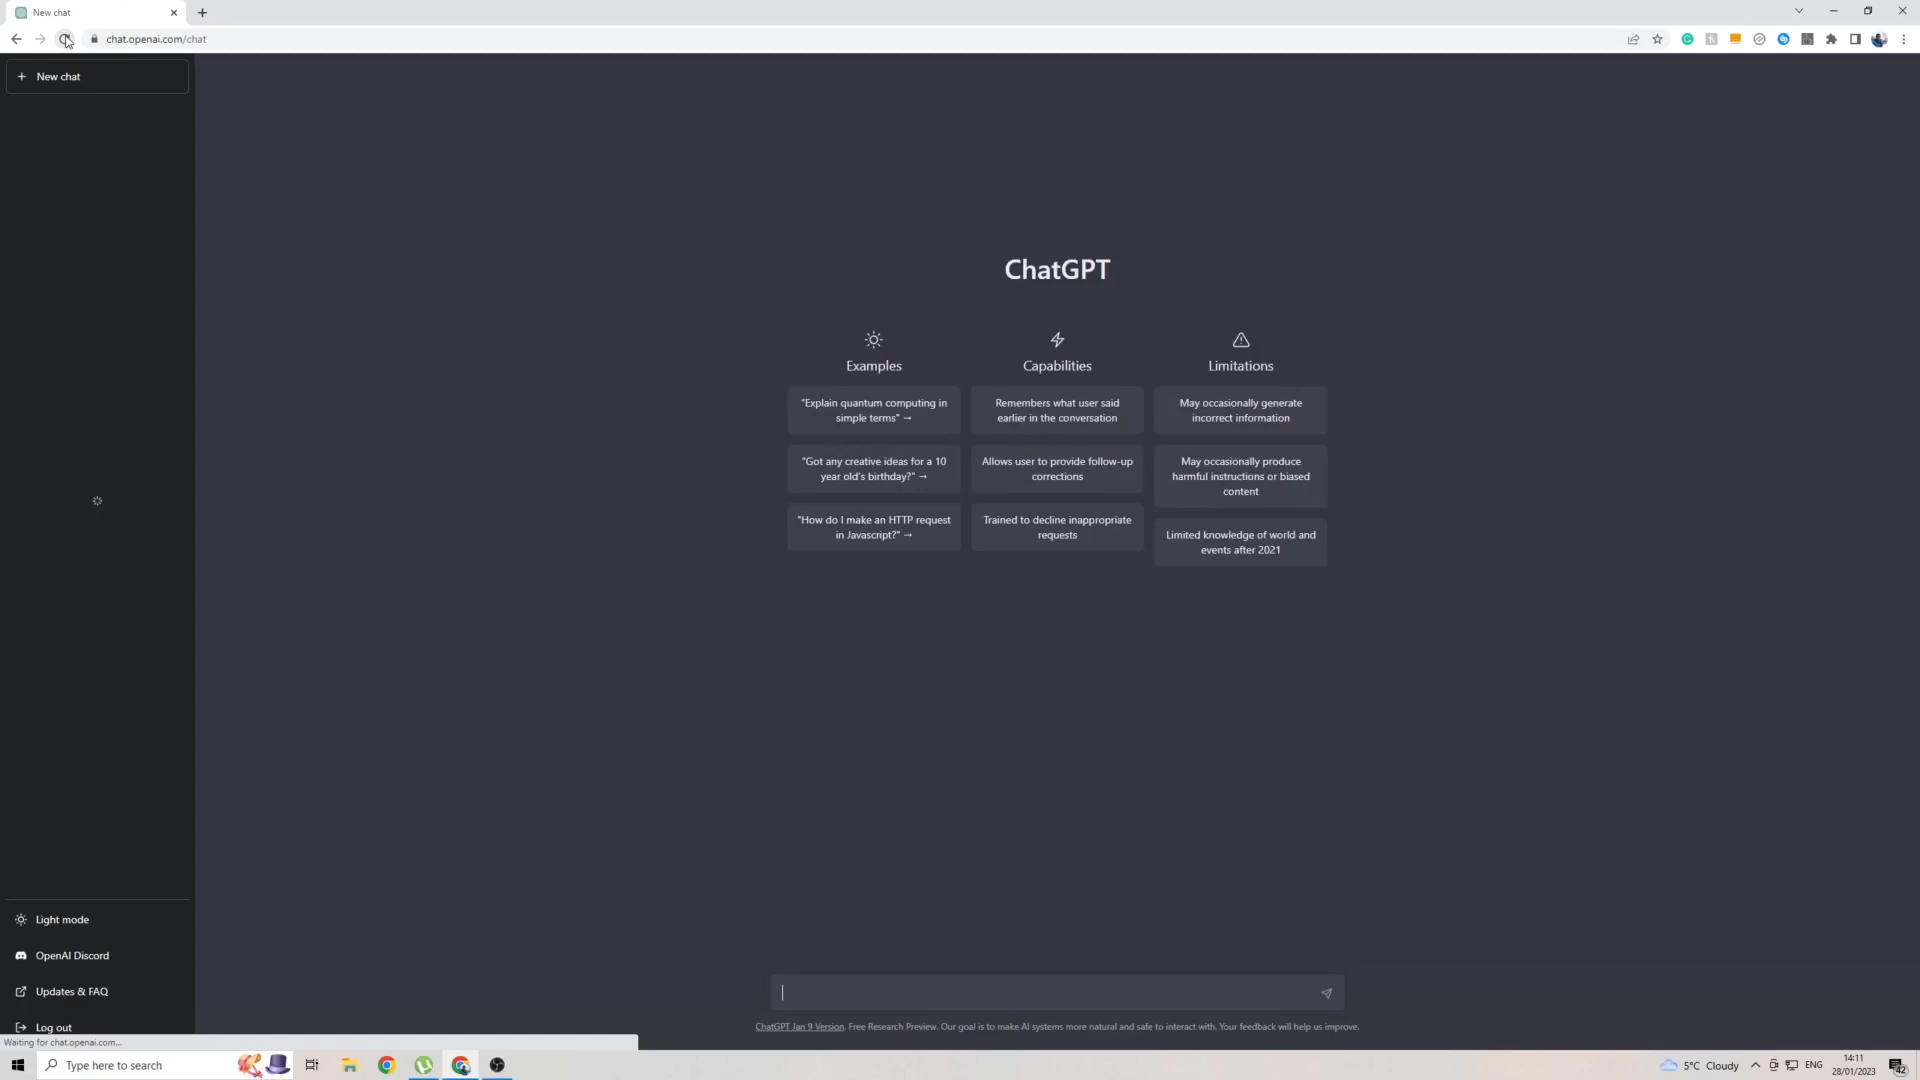 New chat
chat.openai.com/chat
New chat
ChatGPT
Examples
Capabilities
Limitations
"Explain quantum computing in
simple terms" →
Remembers what user said
earlier in the conversation
May occasionally generate
incorrect information
"Got any creative ideas for a 10
year old's birthday?" →
Allows user to provide follow-up
corrections
May occasionally produce
harmful instructions or biased
content
"How do I make an HTTP request
in Javascript?" →
Trained to decline inappropriate
requests
Limited knowledge of world and
events after 2021
Light mode
OpenAI Discord
Updates & FAQ
Log out
ChatGPT Jan 9 Version. Free Research Preview. Our goal is to make AI systems more natural and safe to interact with. Your feedback will help us improve.
Waiting for chat.openai.com...
Type here to search
5°C Cloudy
ENG
14:11
28/01/2023
42